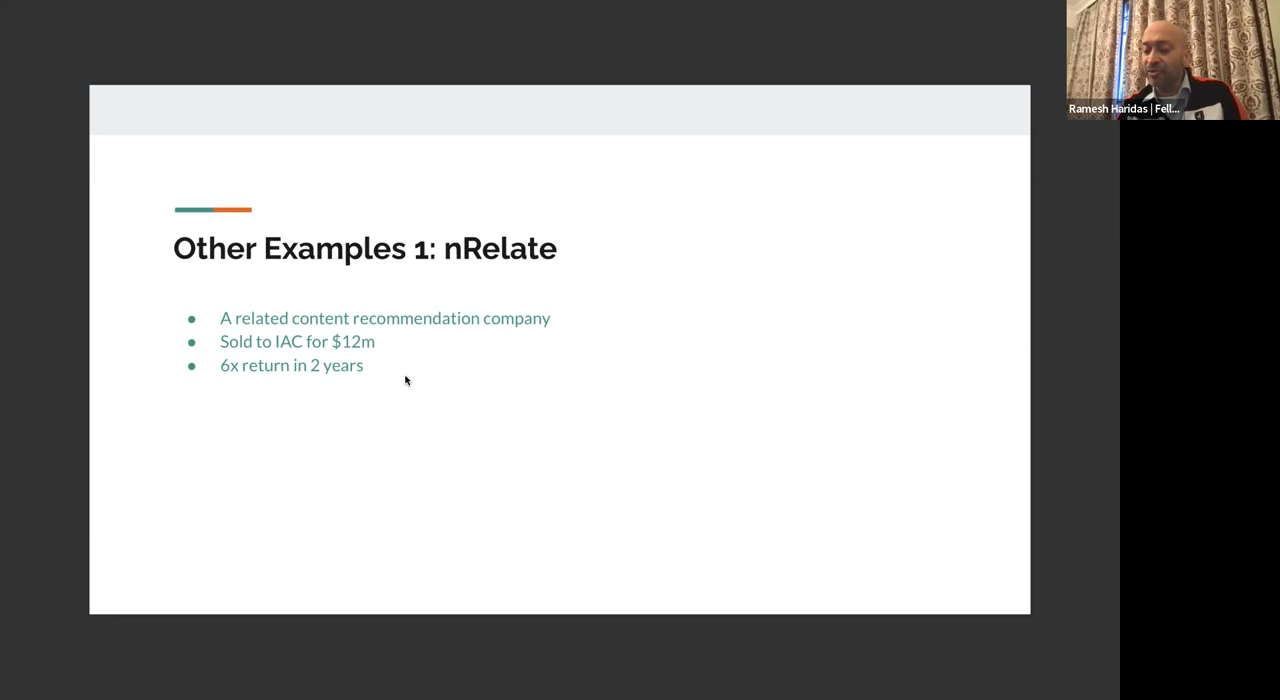 Ramesh Haridas | Fell...
Other Examples 1: nRelate
● A related content recommendation company
● Sold to IAC for $12m
● 6x return in 2 years